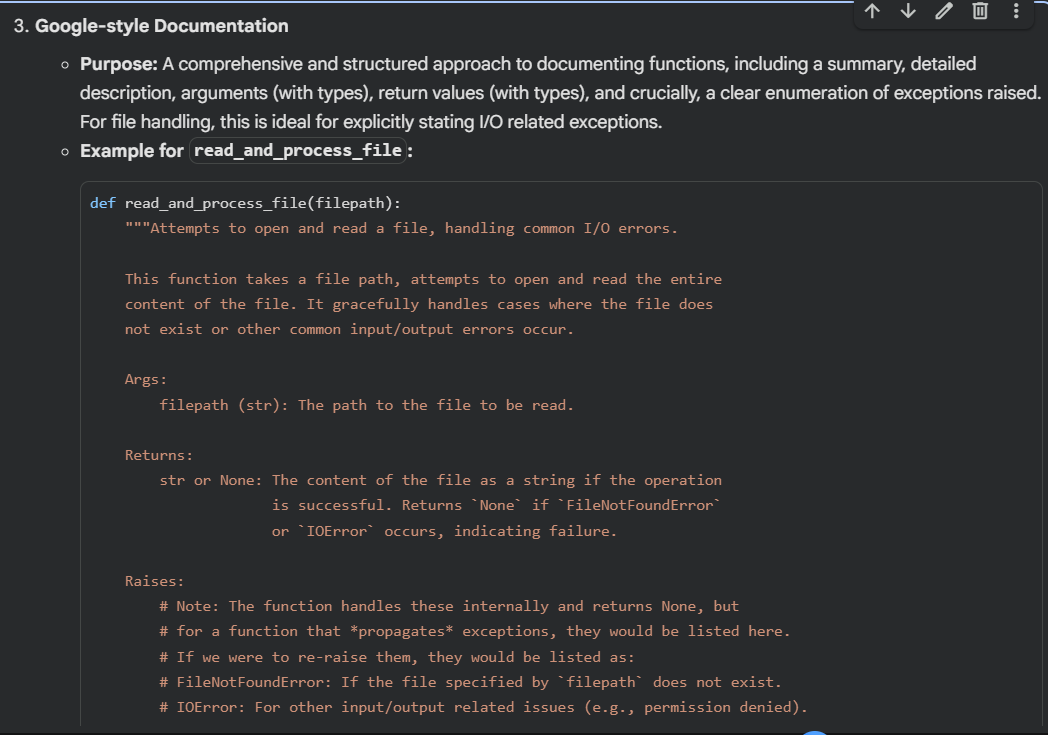 3. Google-style Documentation
Purpose: A comprehensive and structured approach to documenting functions, including a summary, detailed
description, arguments (with types), return values (with types), and crucially, a clear enumeration of exceptions raised.
For file handling, this is ideal for explicitly stating I/O related exceptions.
Example for read_and_process_file:
def read_and_process_file(filepath):
    """Attempts to open and read a file, handling common I/O errors.

    This function takes a file path, attempts to open and read the entire
    content of the file. It gracefully handles cases where the file does
    not exist or other common input/output errors occur.

    Args:
        filepath (str): The path to the file to be read.

    Returns:
        str or None: The content of the file as a string if the operation
                     is successful. Returns `None` if `FileNotFoundError`
                     or `IOError` occurs, indicating failure.

    Raises:
        # Note: The function handles these internally and returns None, but
        # for a function that *propagates* exceptions, they would be listed here.
        # If we were to re-raise them, they would be listed as:
        # FileNotFoundError: If the file specified by `filepath` does not exist.
        # IOError: For other input/output related issues (e.g., permission denied).